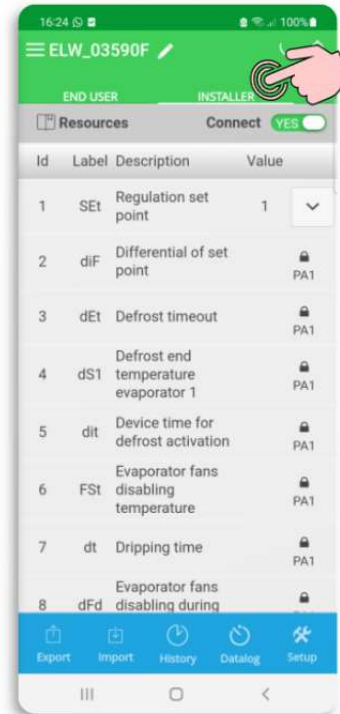 16:24
100%
ELW_03590F
END USER INSTALLER
Resources Connect YES
Id Label Description Value
1 SEt Regulation set point 1
2 diF Differential of set point PA1
3 dEt Defrost timeout PA1
4 dS1 Defrost end temperature evaporator 1 PA1
5 dit Device time for defrost activation PA1
6 FSt Evaporator fans disabling temperature PA1
7 dt Dripping time PA1
8 dFd Evaporator fans disabling during
Export Import History Datalog Setup